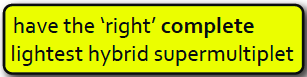 have the ‘right’ complete
lightest hybrid supermultiplet